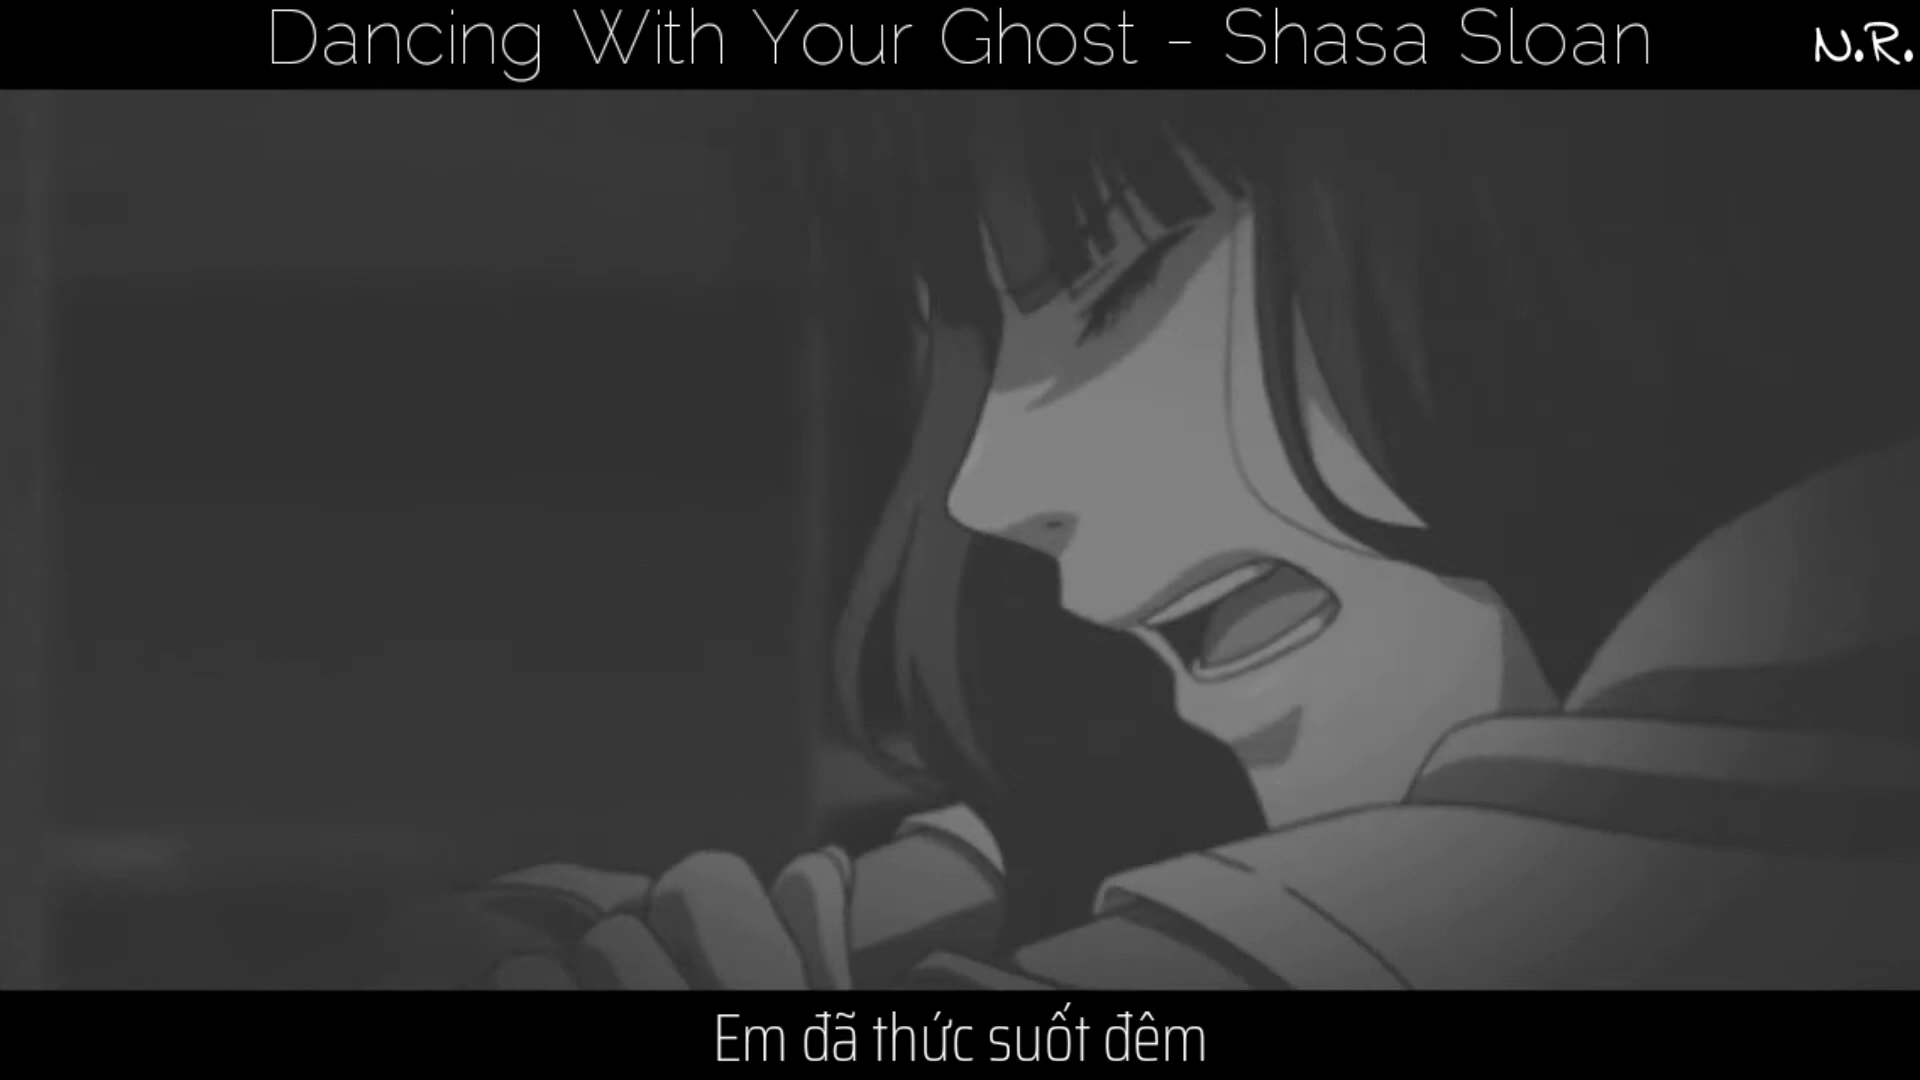 Dancing With Your Ghost - Shasa Sloan
N.R.
Em đã thức suốt đêm